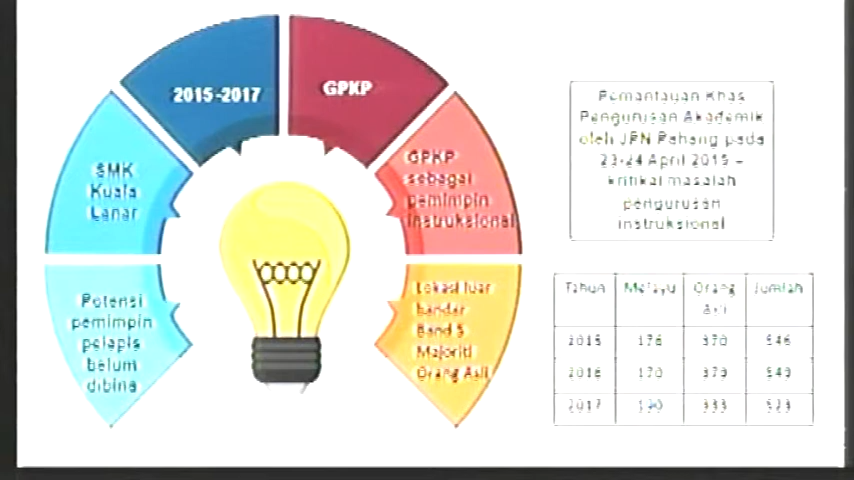 2015-2017
GPKP
SMK
Kuala
Lanar
GPKP
sebagai
pemimpin
instruksional
Potensi
pemimpin
pelapis
belum
dibina
Lokasi luar
bandar
Band 5
Majoriti
Orang Asli
Pemantauan Khas
Pengurusan Akademik
oleh JPN Pahang pada
23-24 April 2015 –
kritikal masalah
pengurusan
instruksional
Tahun Melayu Orang Asli Jumlah
2015 176 370 546
2016 170
2017 190 333 523